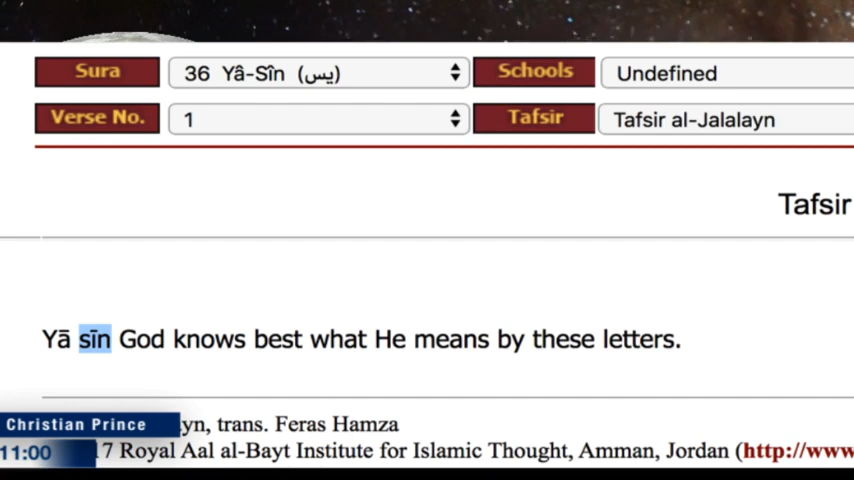 Sura 36 Yâ-Sîn (يس) Schools Undefined
Verse No. 1 Tafsir Tafsir al-Jalalayn
Tafsir
Yā sīn God knows best what He means by these letters.
Christian Prince yn, trans. Feras Hamza
11:00 17 Royal Aal al-Bayt Institute for Islamic Thought, Amman, Jordan (http://www